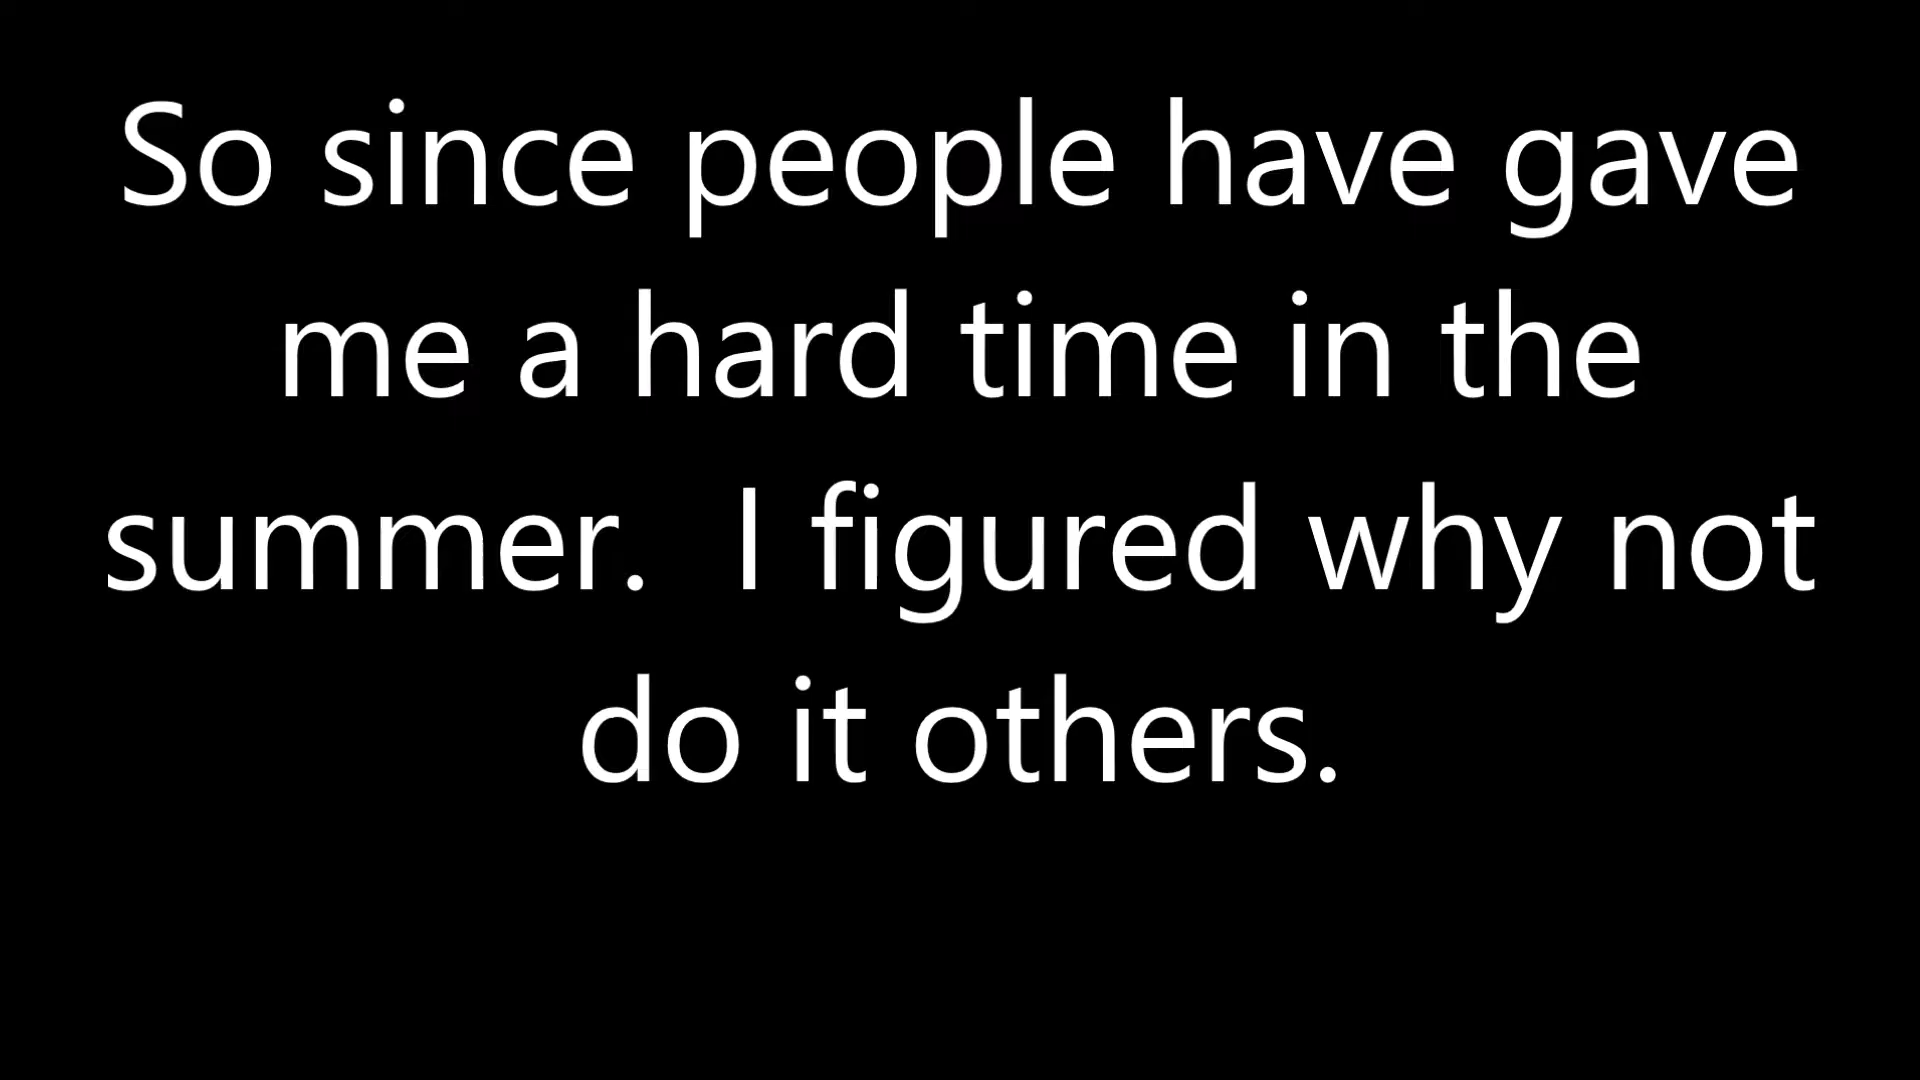 So since people have gave
me a hard time in the
summer.  I figured why not
do it others.